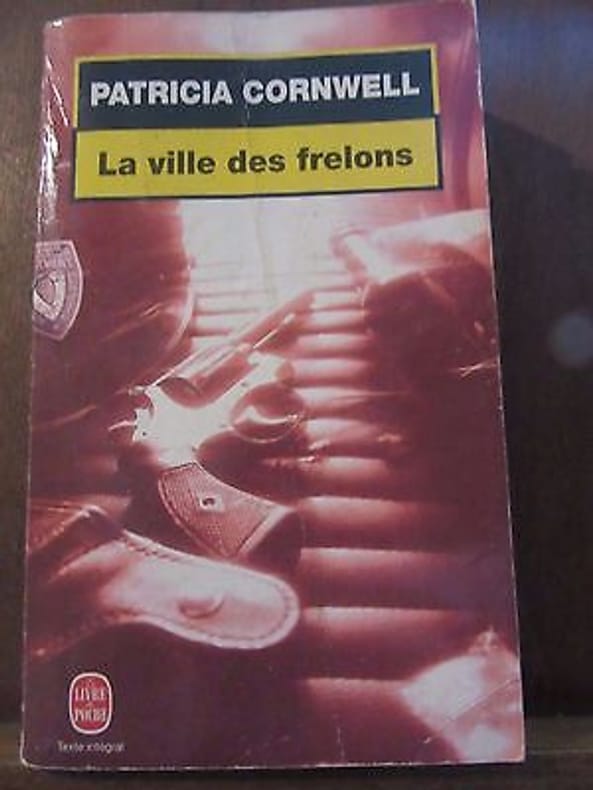 PATRICIA CORNWELL
La ville des frelons
LE
LIVRE
DE
POCHE
Texte intégral